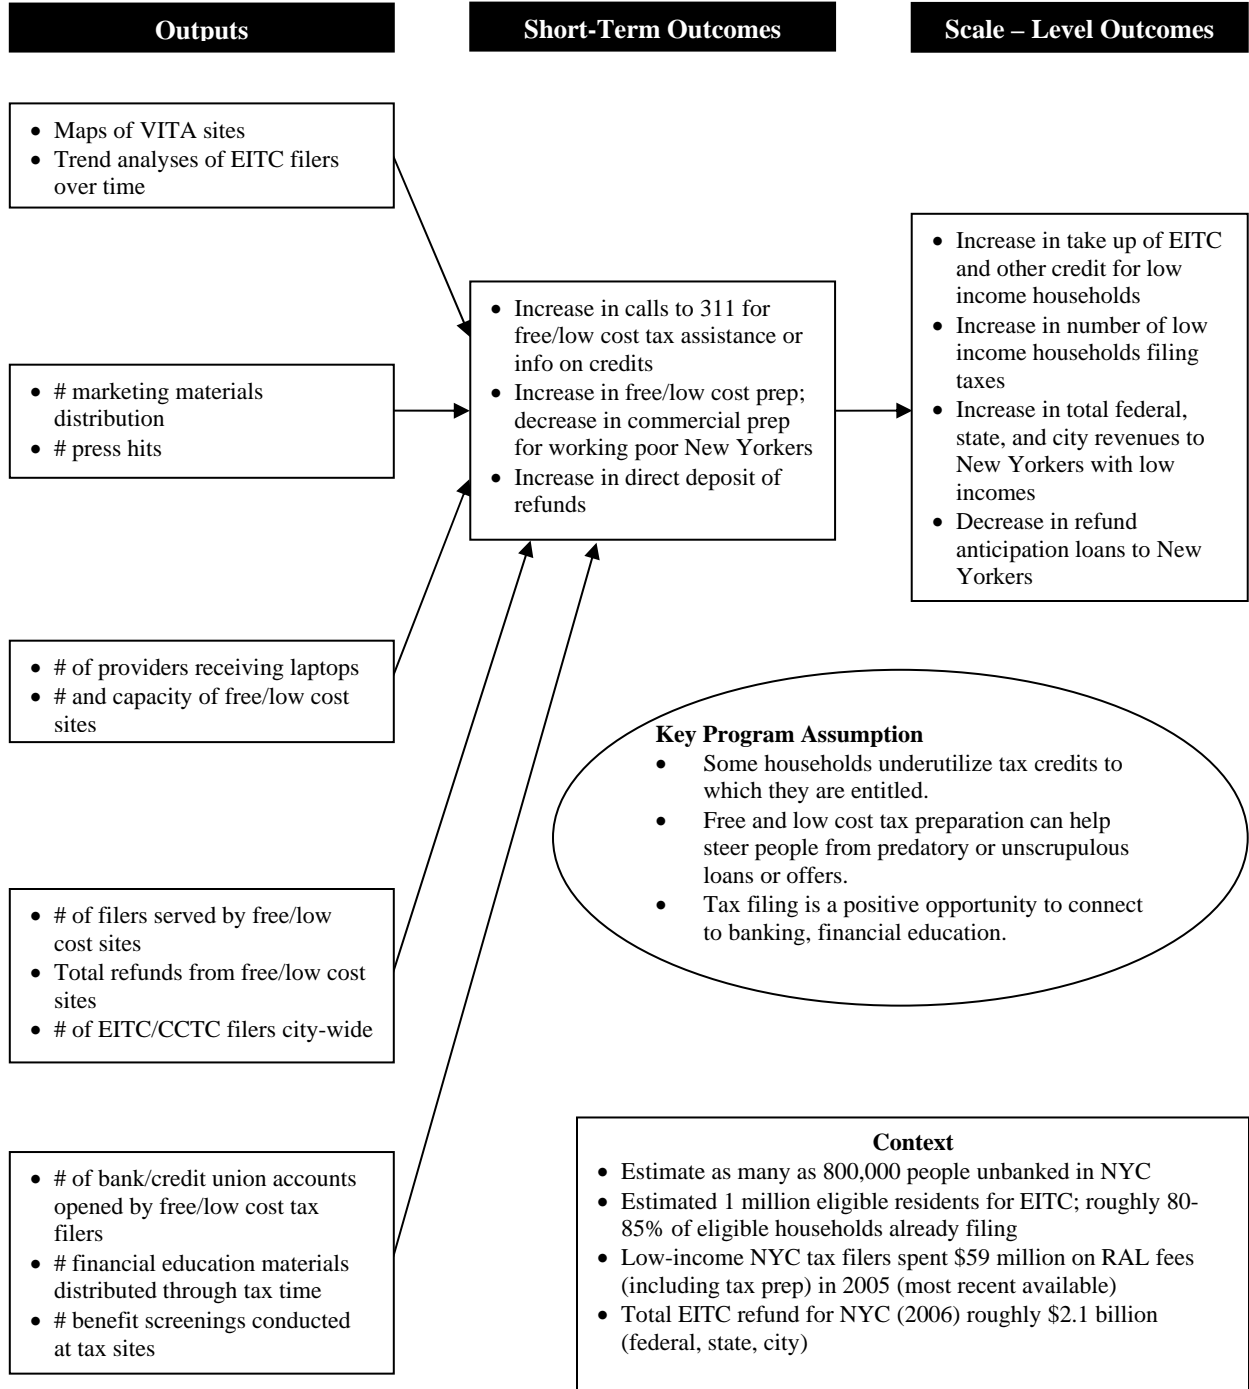 Outputs
Short-Term Outcomes
Scale – Level Outcomes
• Maps of VITA sites
• Trend analyses of EITC filers
over time
• # marketing materials
distribution
• # press hits
• # of providers receiving laptops
• # and capacity of free/low cost
sites
• # of filers served by free/low
cost sites
• Total refunds from free/low cost
sites
• # of EITC/CCTC filers city-wide
• # of bank/credit union accounts
opened by free/low cost tax
filers
• # financial education materials
distributed through tax time
• # benefit screenings conducted
at tax sites
• Increase in calls to 311 for
free/low cost tax assistance or
info on credits
• Increase in free/low cost prep;
decrease in commercial prep
for working poor New Yorkers
• Increase in direct deposit of
refunds
• Increase in take up of EITC
and other credit for low
income households
• Increase in number of low
income households filing
taxes
• Increase in total federal,
state, and city revenues to
New Yorkers with low
incomes
• Decrease in refund
anticipation loans to New
Yorkers
Key Program Assumption
• Some households underutilize tax credits to
which they are entitled.
• Free and low cost tax preparation can help
steer people from predatory or unscrupulous
loans or offers.
• Tax filing is a positive opportunity to connect
to banking, financial education.
Context
• Estimate as many as 800,000 people unbanked in NYC
• Estimated 1 million eligible residents for EITC; roughly 80-
85% of eligible households already filing
• Low-income NYC tax filers spent $59 million on RAL fees
(including tax prep) in 2005 (most recent available)
• Total EITC refund for NYC (2006) roughly $2.1 billion
(federal, state, city)